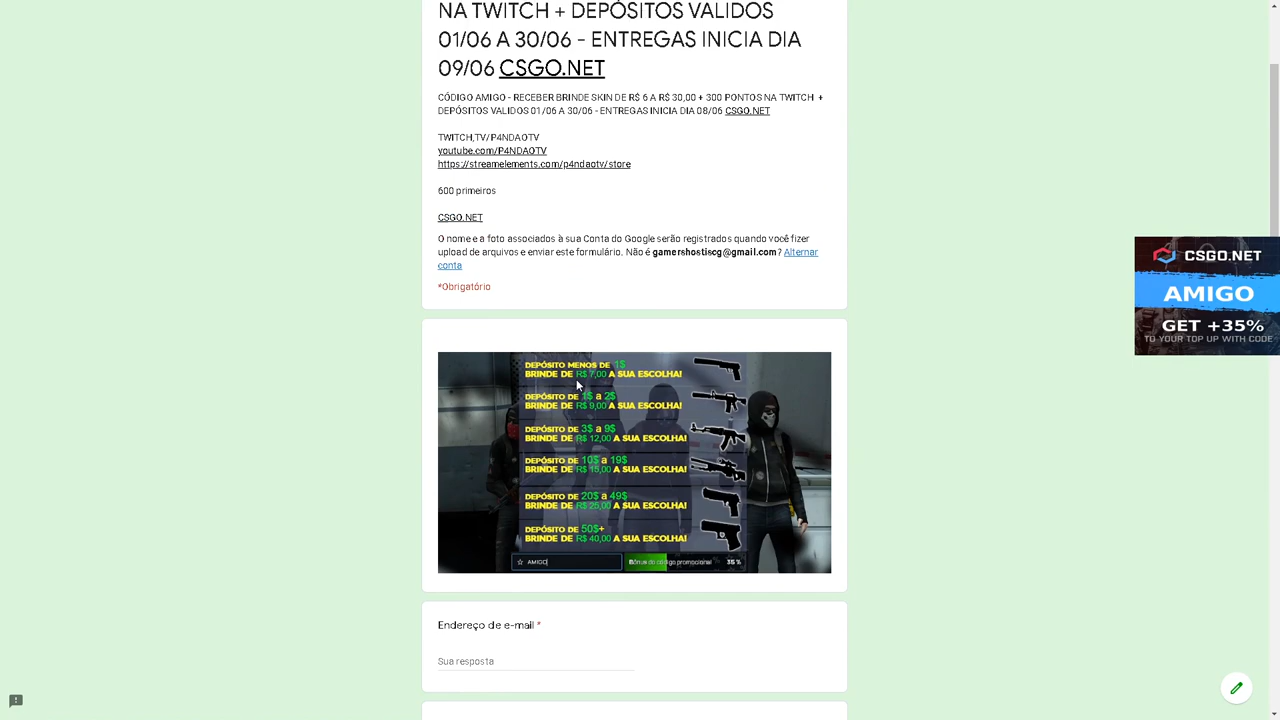 NA TWITCH + DEPÓSITOS VALIDOS
01/06 A 30/06 - ENTREGAS INICIA DIA
09/06 CSGO.NET
CÓDIGO AMIGO - RECEBER BRINDE SKIN DE R$ 6 A R$ 30,00 + 300 PONTOS NA TWITCH +
DEPÓSITOS VALIDOS 01/06 A 30/06 - ENTREGAS INICIA DIA 08/06 CSGO.NET
TWITCH,TV/P4NDAOTV
youtube.com/P4NDAOTV
https://streamelements.com/p4ndaotv/store
600 primeiros
CSGO.NET
O nome e a foto associados à sua Conta do Google serão registrados quando você fizer
upload de arquivos e enviar este formulário. Não é gamershostiscg@gmail.com? Alternar
conta
*Obrigatório
CSGO.NET
AMIGO
GET +35%
TO YOUR TOP UP WITH CODE
DEPÓSITO MENOS DE 1$
BRINDE DE R$ 7,00 A SUA ESCOLHA!
DEPÓSITO DE 1$ a 2$
BRINDE DE R$ 9,00 A SUA ESCOLHA!
DEPÓSITO DE 3$ a 9$
BRINDE DE R$ 12,00 A SUA ESCOLHA!
DEPÓSITO DE 10$ a 19$
BRINDE DE R$ 15,00 A SUA ESCOLHA!
DEPÓSITO DE 20$ a 49$
BRINDE DE R$ 25,00 A SUA ESCOLHA!
DEPÓSITO DE 50$+
BRINDE DE R$ 40,00 A SUA ESCOLHA!
AMIGO Bônus do código promocional 35 %
Endereço de e-mail *
Sua resposta